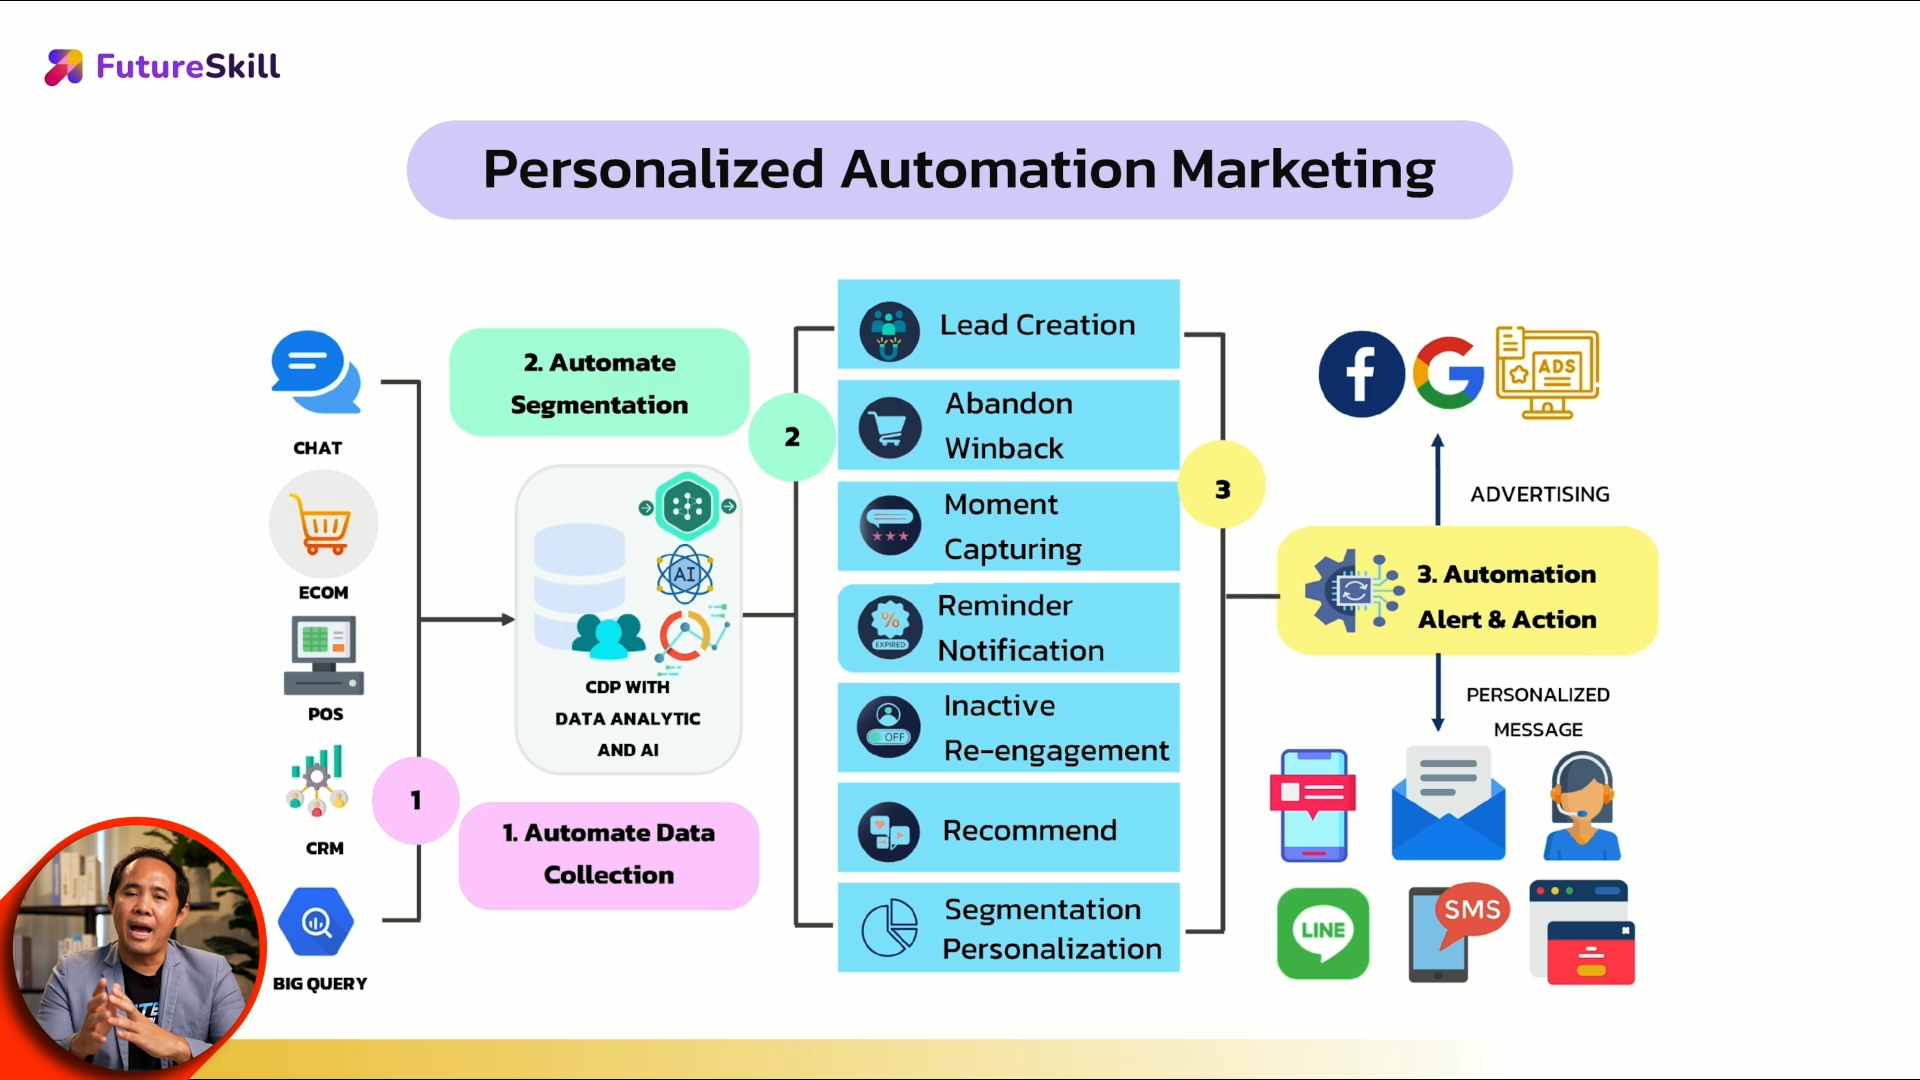 FutureSkill
Personalized Automation Marketing
CHAT
ECOM
POS
CRM
BIG QUERY
1
1. Automate Data
Collection
2. Automate
Segmentation
AI
CDP WITH
DATA ANALYTIC
AND AI
2
Lead Creation
Abandon
Winback
Moment
Capturing
%
EXPIRED
Reminder
Notification
OFF
Inactive
Re-engagement
Recommend
Segmentation
Personalization
3
ADS
ADVERTISING
3. Automation
Alert & Action
PERSONALIZED
MESSAGE
LINE
SMS